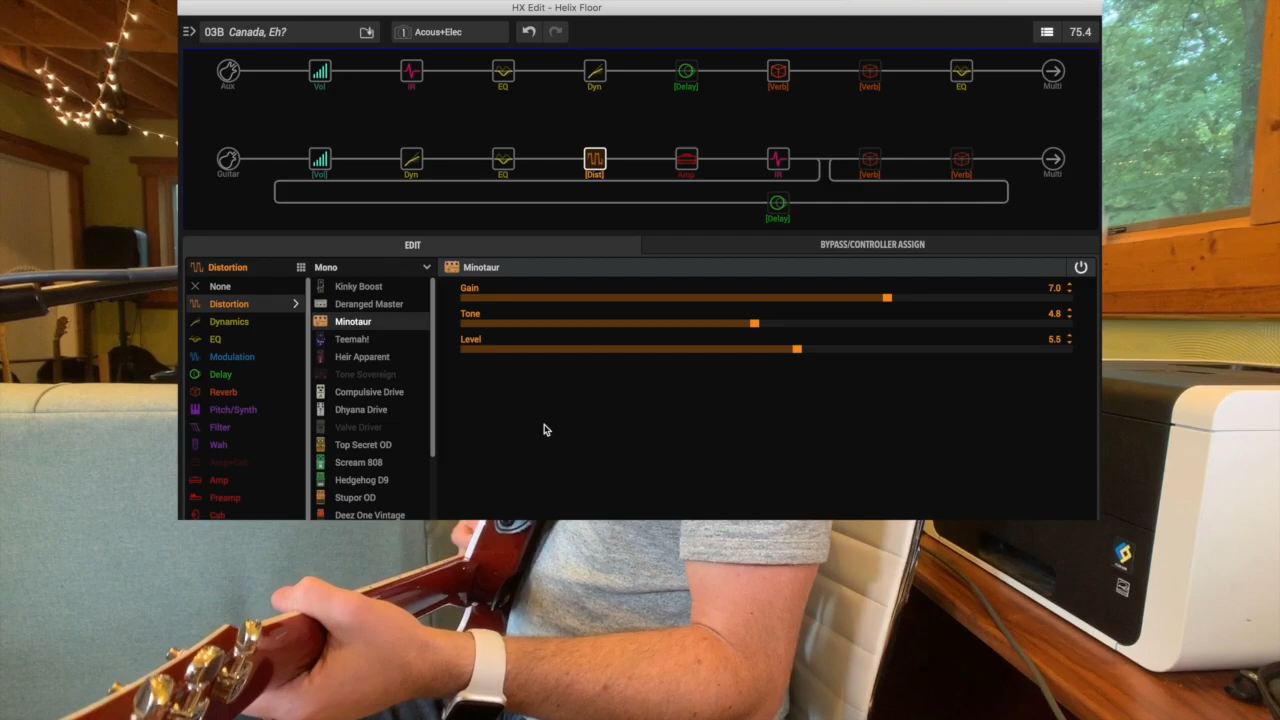 HX Edit - Helix Floor
03B Canada, Eh? 1 Acous+Elec 75.4
Aux Vol IR EQ Dyn [Delay] [Verb] [Verb] EQ Multi
Guitar [Vol] Dyn EQ [Dist] Amp IR [Verb] [Verb] Multi
[Delay]
EDIT BYPASS/CONTROLLER ASSIGN
Distortion Mono Minotaur
None Kinky Boost Gain 7.0
Distortion Deranged Master
Minotaur Tone 4.8
Dynamics
EQ Teemah! Level 5.5
Modulation Heir Apparent
Delay Tone Sovereign
Reverb Compulsive Drive
Pitch/Synth Dhyana Drive
Filter Valve Driver
Wah Top Secret OD
Amp+Cab Scream 808
Amp Hedgehog D9
Preamp Stupor OD
Cab Deez One Vintage